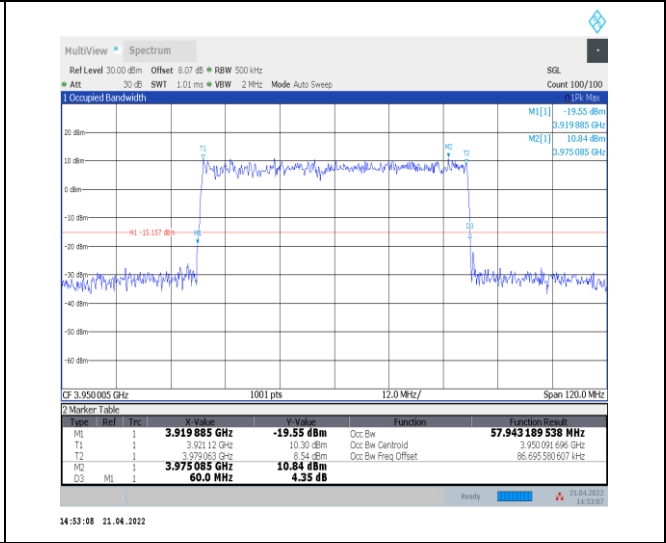 MultiView Spectrum
Ref Level 30.00 dBm Offset 8.07 dB RBW 500 kHz SGL
Att 30 dB SWT 1.01 ms VBW 2 MHz Mode Auto Sweep Count 100/100
1 Occupied Bandwidth 1Pk Max
M1[1] -19.55 dBm
3.919 885 GHz
M2[1] 10.84 dBm
3.975 085 GHz
20 dBm
T1 M2 T2
10 dBm
0 dBm
-10 dBm
H1 -15.157 dBm M1 D3
-20 dBm
-30 dBm
-40 dBm
-50 dBm
-60 dBm
CF 3.950 005 GHz 1001 pts 12.0 MHz/ Span 120.0 MHz
2 Marker Table
Type Ref Trc X-Value Y-Value Function Function Result
M1 1 3.919 885 GHz -19.55 dBm Occ Bw 57.943 189 538 MHz
T1 1 3.921 12 GHz 10.30 dBm Occ Bw Centroid 3.950 091 696 GHz
T2 1 3.979 063 GHz 8.54 dBm Occ Bw Freq Offset 86.695 580 607 kHz
M2 1 3.975 085 GHz 10.84 dBm
D3 M1 1 60.0 MHz 4.35 dB
Ready 21.04.2022
14:53:07
14:53:08 21.04.2022